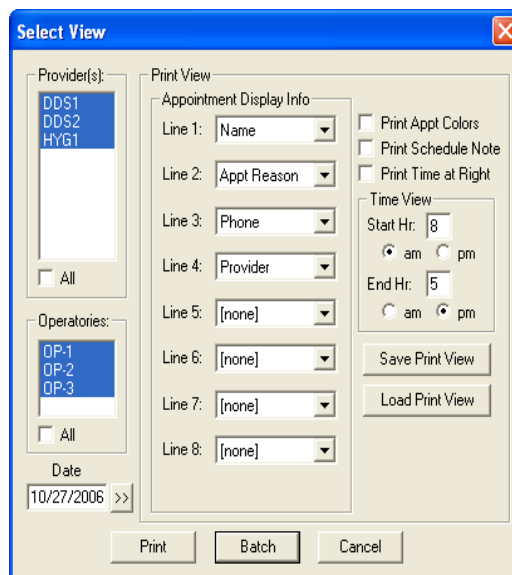 Select View
Provider(s):
DDS1
DDS2
HYG1
All
Operatories:
OP-1
OP-2
OP-3
All
Date
10/27/2006 >>
Print View
Appointment Display Info
Line 1: Name
Line 2: Appt Reason
Line 3: Phone
Line 4: Provider
Line 5: [none]
Line 6: [none]
Line 7: [none]
Line 8: [none]
Print Appt Colors
Print Schedule Note
Print Time at Right
Time View
Start Hr: 8
am pm
End Hr: 5
am pm
Save Print View
Load Print View
Print Batch Cancel